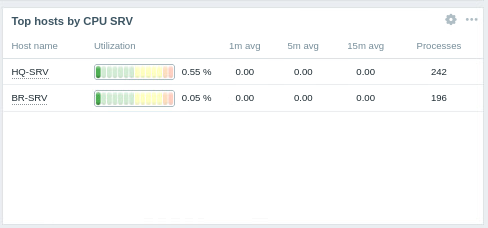 Top hosts by CPU SRV
Host name Utilization 1m avg 5m avg 15m avg Processes
HQ-SRV 0.55 % 0.00 0.00 0.00 242
BR-SRV 0.05 % 0.00 0.00 0.00 196